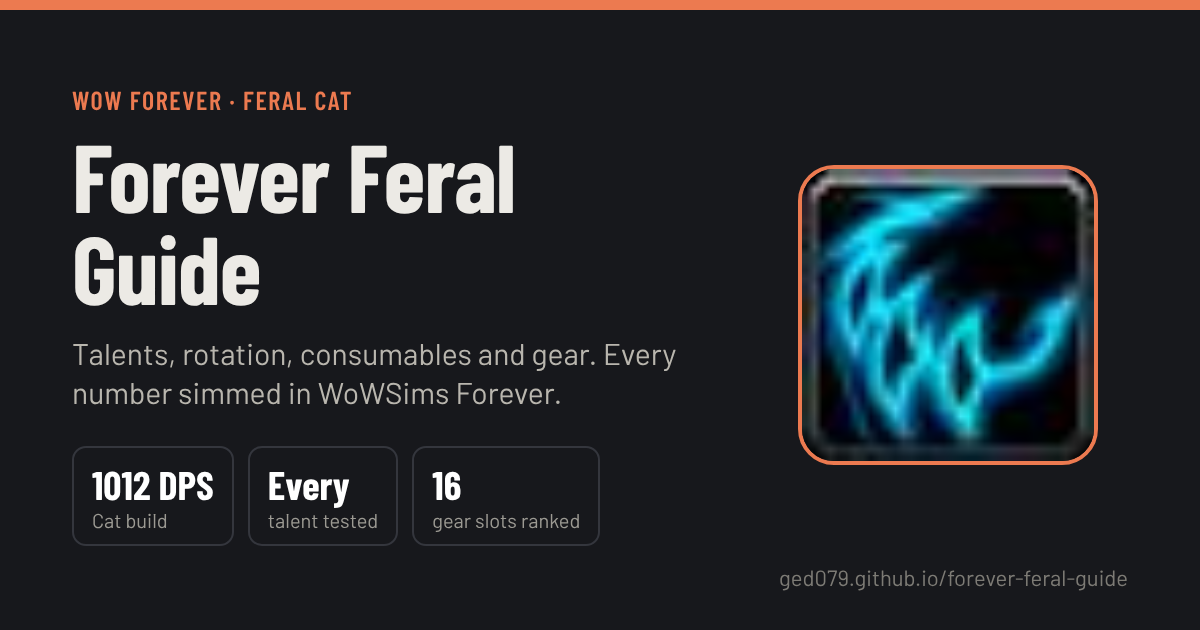 WOW FOREVER · FERAL CAT
Forever Feral
Guide
Talents, rotation, consumables and gear. Every
number simmed in WoWSims Forever.
1012 DPS
Cat build
Every
talent tested
16
gear slots ranked
ged079.github.io/forever-feral-guide